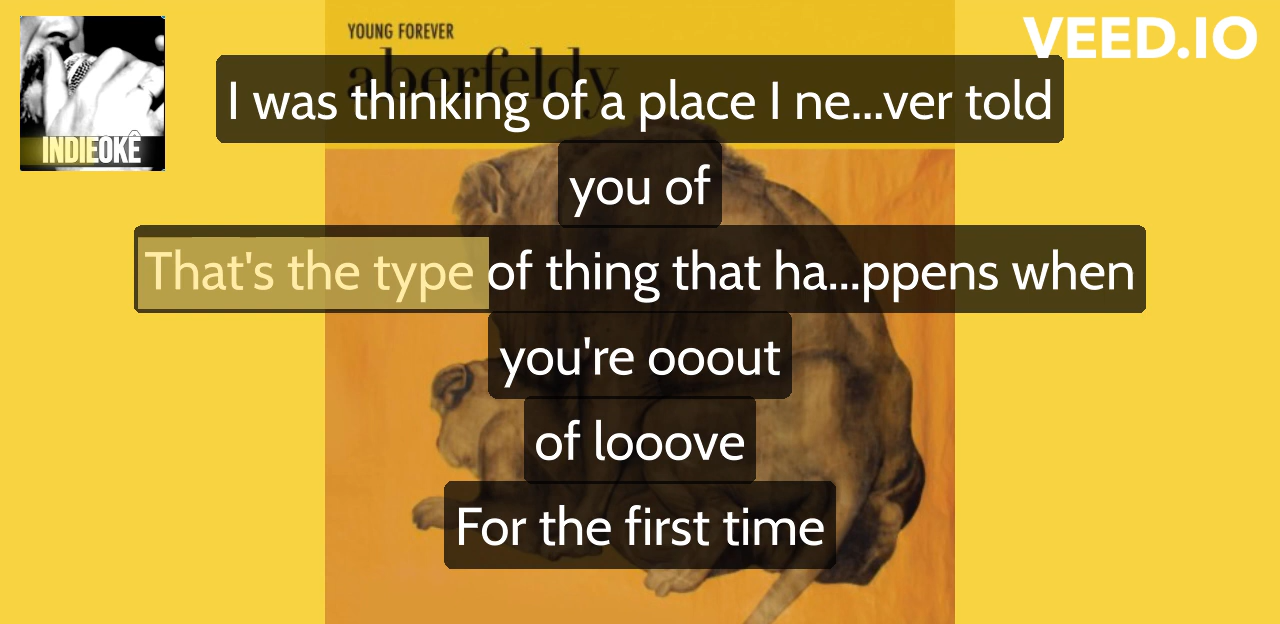 YOUNG FOREVER
VEED.IO
aberfeldy
INDIEOKÊ
I was thinking of a place I ne...ver told
you of
That's the type of thing that ha...ppens when
you're ooout
of looove
For the first time